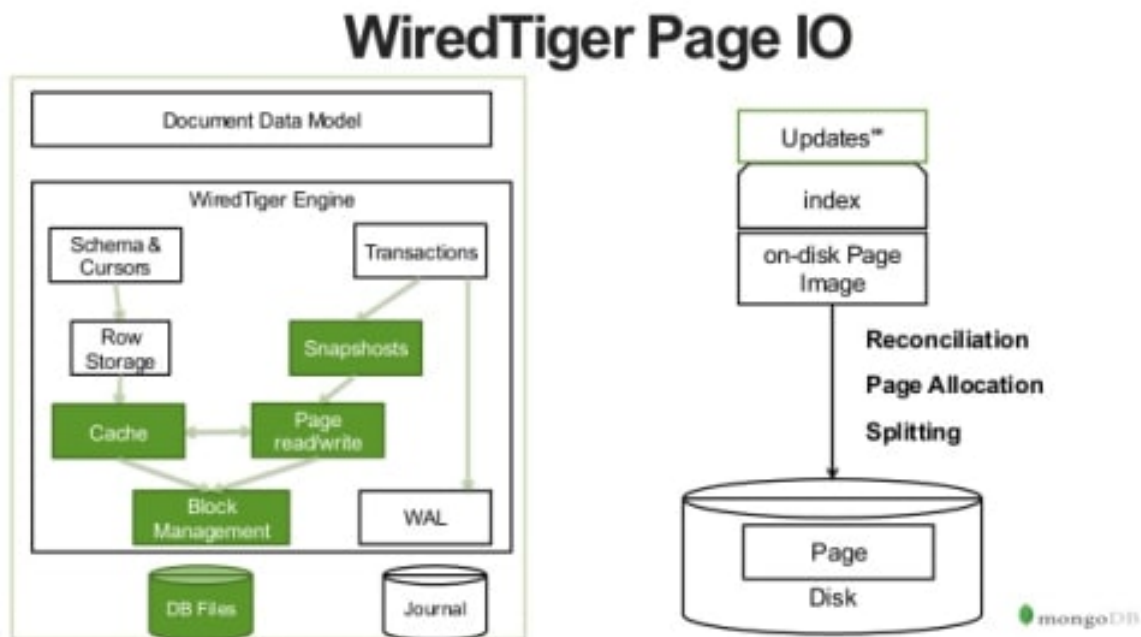 WiredTiger Page IO
Document Data Model
WiredTiger Engine
Schema &
Cursors
Transactions
Row
Storage
Snapshosts
Cache
Page
read/write
Block
Management
WAL
DB Files
Journal
Updates""
index
on-disk Page
Image
Reconciliation
Page Allocation
Splitting
Page
Disk
mongoDB